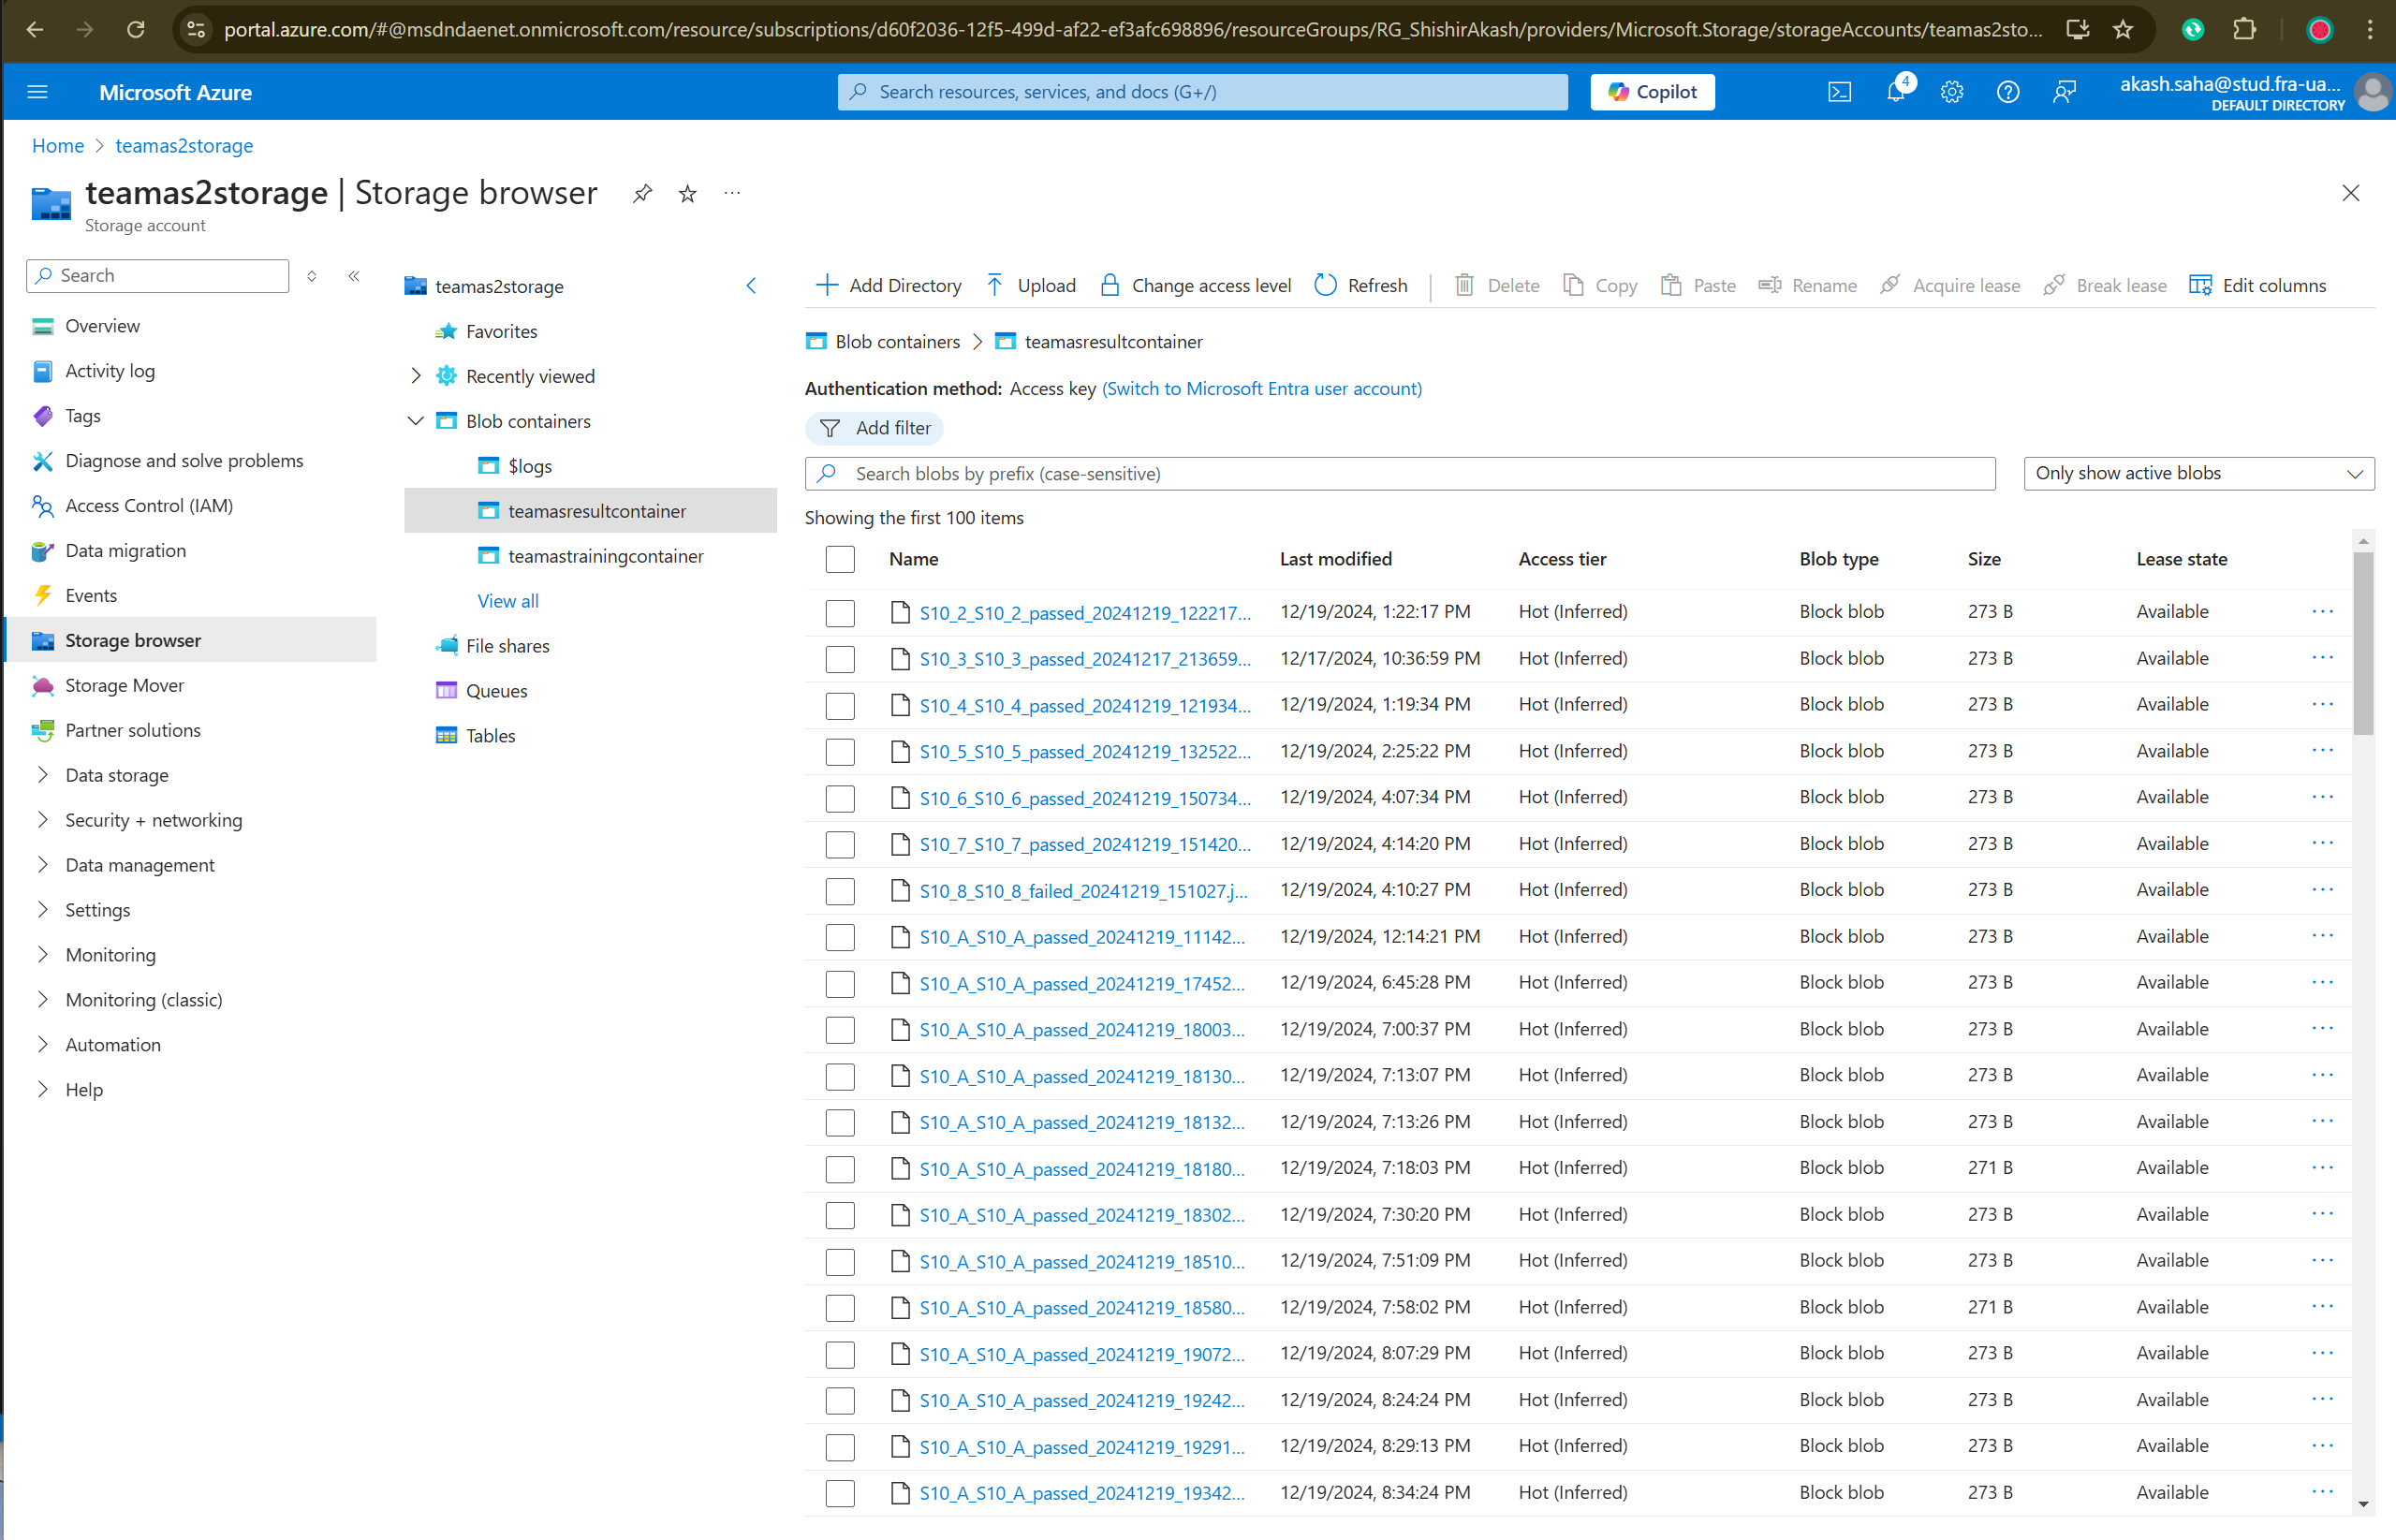 portal.azure.com/#@msdndaenet.onmicrosoft.com/resource/subscriptions/d60f2036-12f5-499d-af22-ef3afc698896/resourceGroups/RG_ShishirAkash/providers/Microsoft.Storage/storageAccounts/teamas2sto...
Microsoft Azure
Search resources, services, and docs (G+/)
Copilot
4
akash.saha@stud.fra-ua...
DEFAULT DIRECTORY
Home > teamas2storage
teamas2storage | Storage browser
Storage account
Search
Overview
Activity log
Tags
Diagnose and solve problems
Access Control (IAM)
Data migration
Events
Storage browser
Storage Mover
Partner solutions
Data storage
Security + networking
Data management
Settings
Monitoring
Monitoring (classic)
Automation
Help
teamas2storage
Favorites
Recently viewed
Blob containers
$logs
teamasresultcontainer
teamastrainingcontainer
View all
File shares
Queues
Tables
Add Directory Upload Change access level Refresh Delete Copy Paste Rename Acquire lease Break lease Edit columns
Blob containers > teamasresultcontainer
Authentication method: Access key (Switch to Microsoft Entra user account)
Add filter
Search blobs by prefix (case-sensitive)
Only show active blobs
Showing the first 100 items
Name Last modified Access tier Blob type Size Lease state
S10_2_S10_2_passed_20241219_122217... 12/19/2024, 1:22:17 PM Hot (Inferred) Block blob 273 B Available
S10_3_S10_3_passed_20241217_213659... 12/17/2024, 10:36:59 PM Hot (Inferred) Block blob 273 B Available
S10_4_S10_4_passed_20241219_121934... 12/19/2024, 1:19:34 PM Hot (Inferred) Block blob 273 B Available
S10_5_S10_5_passed_20241219_132522... 12/19/2024, 2:25:22 PM Hot (Inferred) Block blob 273 B Available
S10_6_S10_6_passed_20241219_150734... 12/19/2024, 4:07:34 PM Hot (Inferred) Block blob 273 B Available
S10_7_S10_7_passed_20241219_151420... 12/19/2024, 4:14:20 PM Hot (Inferred) Block blob 273 B Available
S10_8_S10_8_failed_20241219_151027.j... 12/19/2024, 4:10:27 PM Hot (Inferred) Block blob 273 B Available
S10_A_S10_A_passed_20241219_11142... 12/19/2024, 12:14:21 PM Hot (Inferred) Block blob 273 B Available
S10_A_S10_A_passed_20241219_17452... 12/19/2024, 6:45:28 PM Hot (Inferred) Block blob 273 B Available
S10_A_S10_A_passed_20241219_18003... 12/19/2024, 7:00:37 PM Hot (Inferred) Block blob 273 B Available
S10_A_S10_A_passed_20241219_18130... 12/19/2024, 7:13:07 PM Hot (Inferred) Block blob 273 B Available
S10_A_S10_A_passed_20241219_18132... 12/19/2024, 7:13:26 PM Hot (Inferred) Block blob 273 B Available
S10_A_S10_A_passed_20241219_18180... 12/19/2024, 7:18:03 PM Hot (Inferred) Block blob 271 B Available
S10_A_S10_A_passed_20241219_18302... 12/19/2024, 7:30:20 PM Hot (Inferred) Block blob 273 B Available
S10_A_S10_A_passed_20241219_18510... 12/19/2024, 7:51:09 PM Hot (Inferred) Block blob 273 B Available
S10_A_S10_A_passed_20241219_18580... 12/19/2024, 7:58:02 PM Hot (Inferred) Block blob 271 B Available
S10_A_S10_A_passed_20241219_19072... 12/19/2024, 8:07:29 PM Hot (Inferred) Block blob 273 B Available
S10_A_S10_A_passed_20241219_19242... 12/19/2024, 8:24:24 PM Hot (Inferred) Block blob 273 B Available
S10_A_S10_A_passed_20241219_19291... 12/19/2024, 8:29:13 PM Hot (Inferred) Block blob 273 B Available
S10_A_S10_A_passed_20241219_19342... 12/19/2024, 8:34:24 PM Hot (Inferred) Block blob 273 B Available